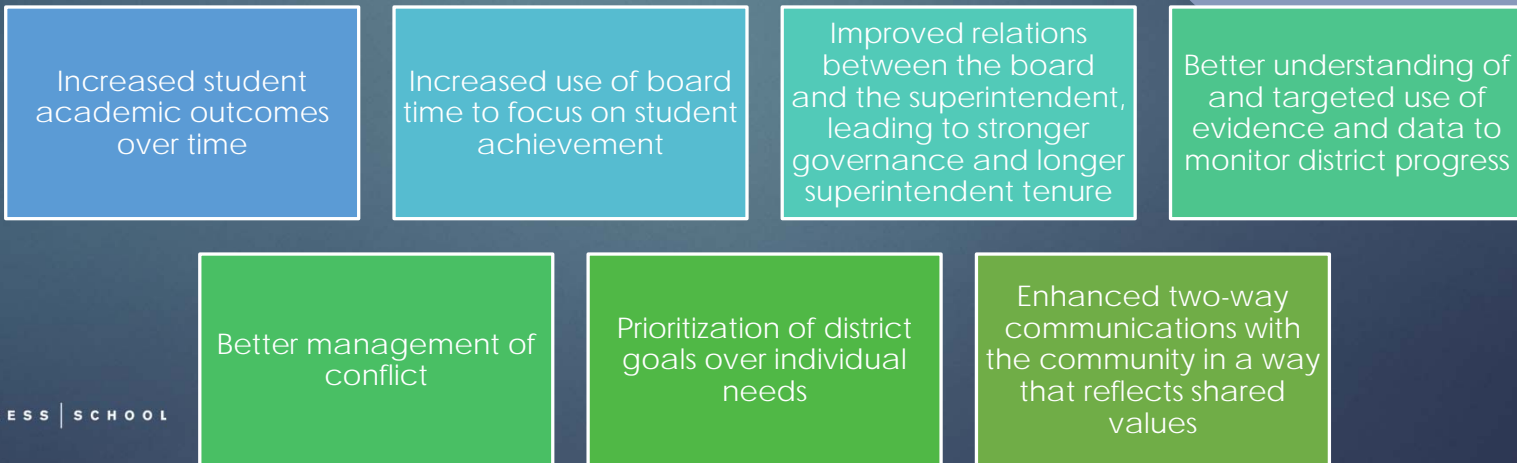 Increased student
academic outcomes
over time
Increased use of board
time to focus on student
achievement
Improved relations
between the board
and the superintendent,
leading to stronger
governance and longer
superintendent tenure
Better understanding of
and targeted use of
evidence and data to
monitor district progress
Better management of
conflict
Prioritization of district
goals over individual
needs
Enhanced two-way
communications with
the community in a way
that reflects shared
values
ESS | SCHOOL